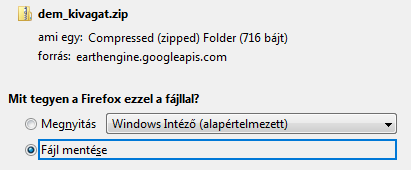 dem_kivagat.zip
ami egy: Compressed (zipped) Folder (716 bájt)
forrás: earthengine.googleapis.com
Mit tegyen a Firefox ezzel a fájllal?
Megnyitás Windows Intéző (alapértelmezett)
Fájl mentése